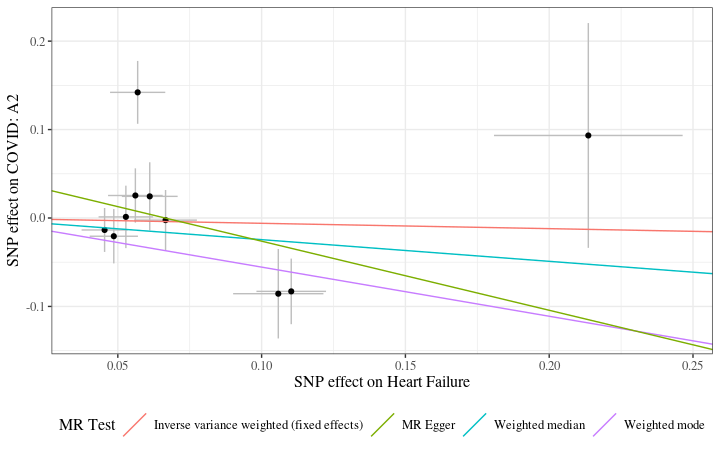 SNP effect on COVID: A2
0.2
0.1
0.0
-0.1
0.05
0.10
0.15
0.20
0.25
SNP effect on Heart Failure
MR Test
Inverse variance weighted (fixed effects)
MR Egger
Weighted median
Weighted mode